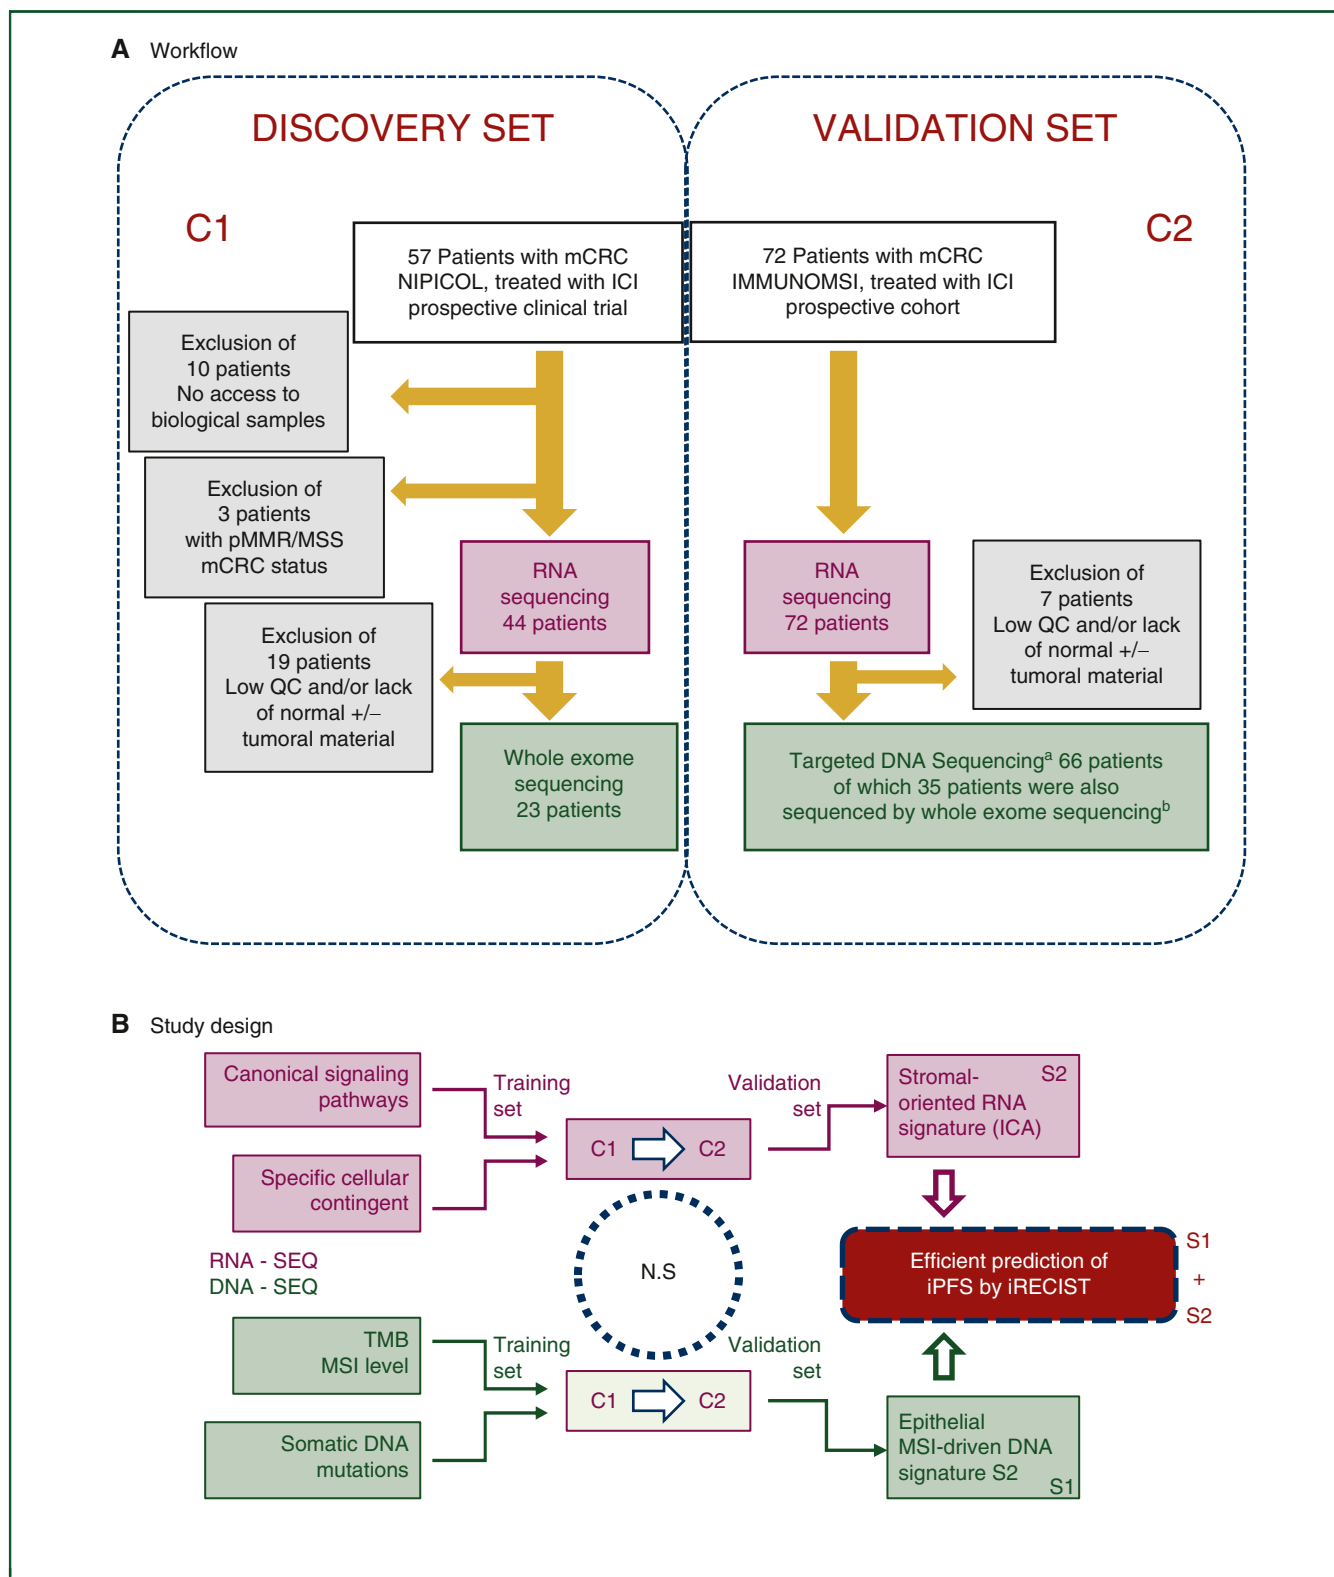 A Workflow
DISCOVERY SET
VALIDATION SET
C1
C2
57 Patients with mCRC
NIPICOL, treated with ICI
prospective clinical trial
72 Patients with mCRC
IMMUNOMSI, treated with ICI
prospective cohort
Exclusion of
10 patients
No access to
biological samples
Exclusion of
3 patients
with pMMR/MSS
mCRC status
RNA
sequencing
44 patients
RNA
sequencing
72 patients
Exclusion of
7 patients
Low QC and/or lack
of normal +/–
tumoral material
Exclusion of
19 patients
Low QC and/or lack
of normal +/–
tumoral material
Whole exome
sequencing
23 patients
Targeted DNA Sequencingᵃ 66 patients
of which 35 patients were also
sequenced by whole exome sequencingᵇ
B Study design
Canonical signaling
pathways
Training
set
Validation
set
S2
Stromal-
oriented RNA
signature (ICA)
C1 C2
Specific cellular
contingent
RNA - SEQ
DNA - SEQ
N.S
Efficient prediction of
iPFS by iRECIST
S1
+
S2
TMB
MSI level
Training
set
Validation
set
C1 C2
Somatic DNA
mutations
Epithelial
MSI-driven DNA
signature S2
S1